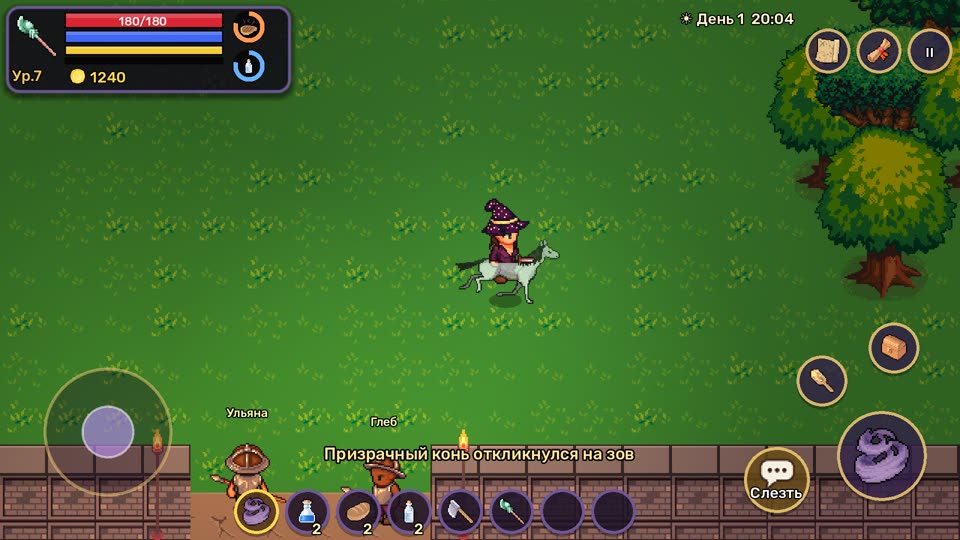 180/180
Ур.7
1240
День 1 20:04
Ульяна
Глеб
Призрачный конь откликнулся на зов
Слезть
2
2
2